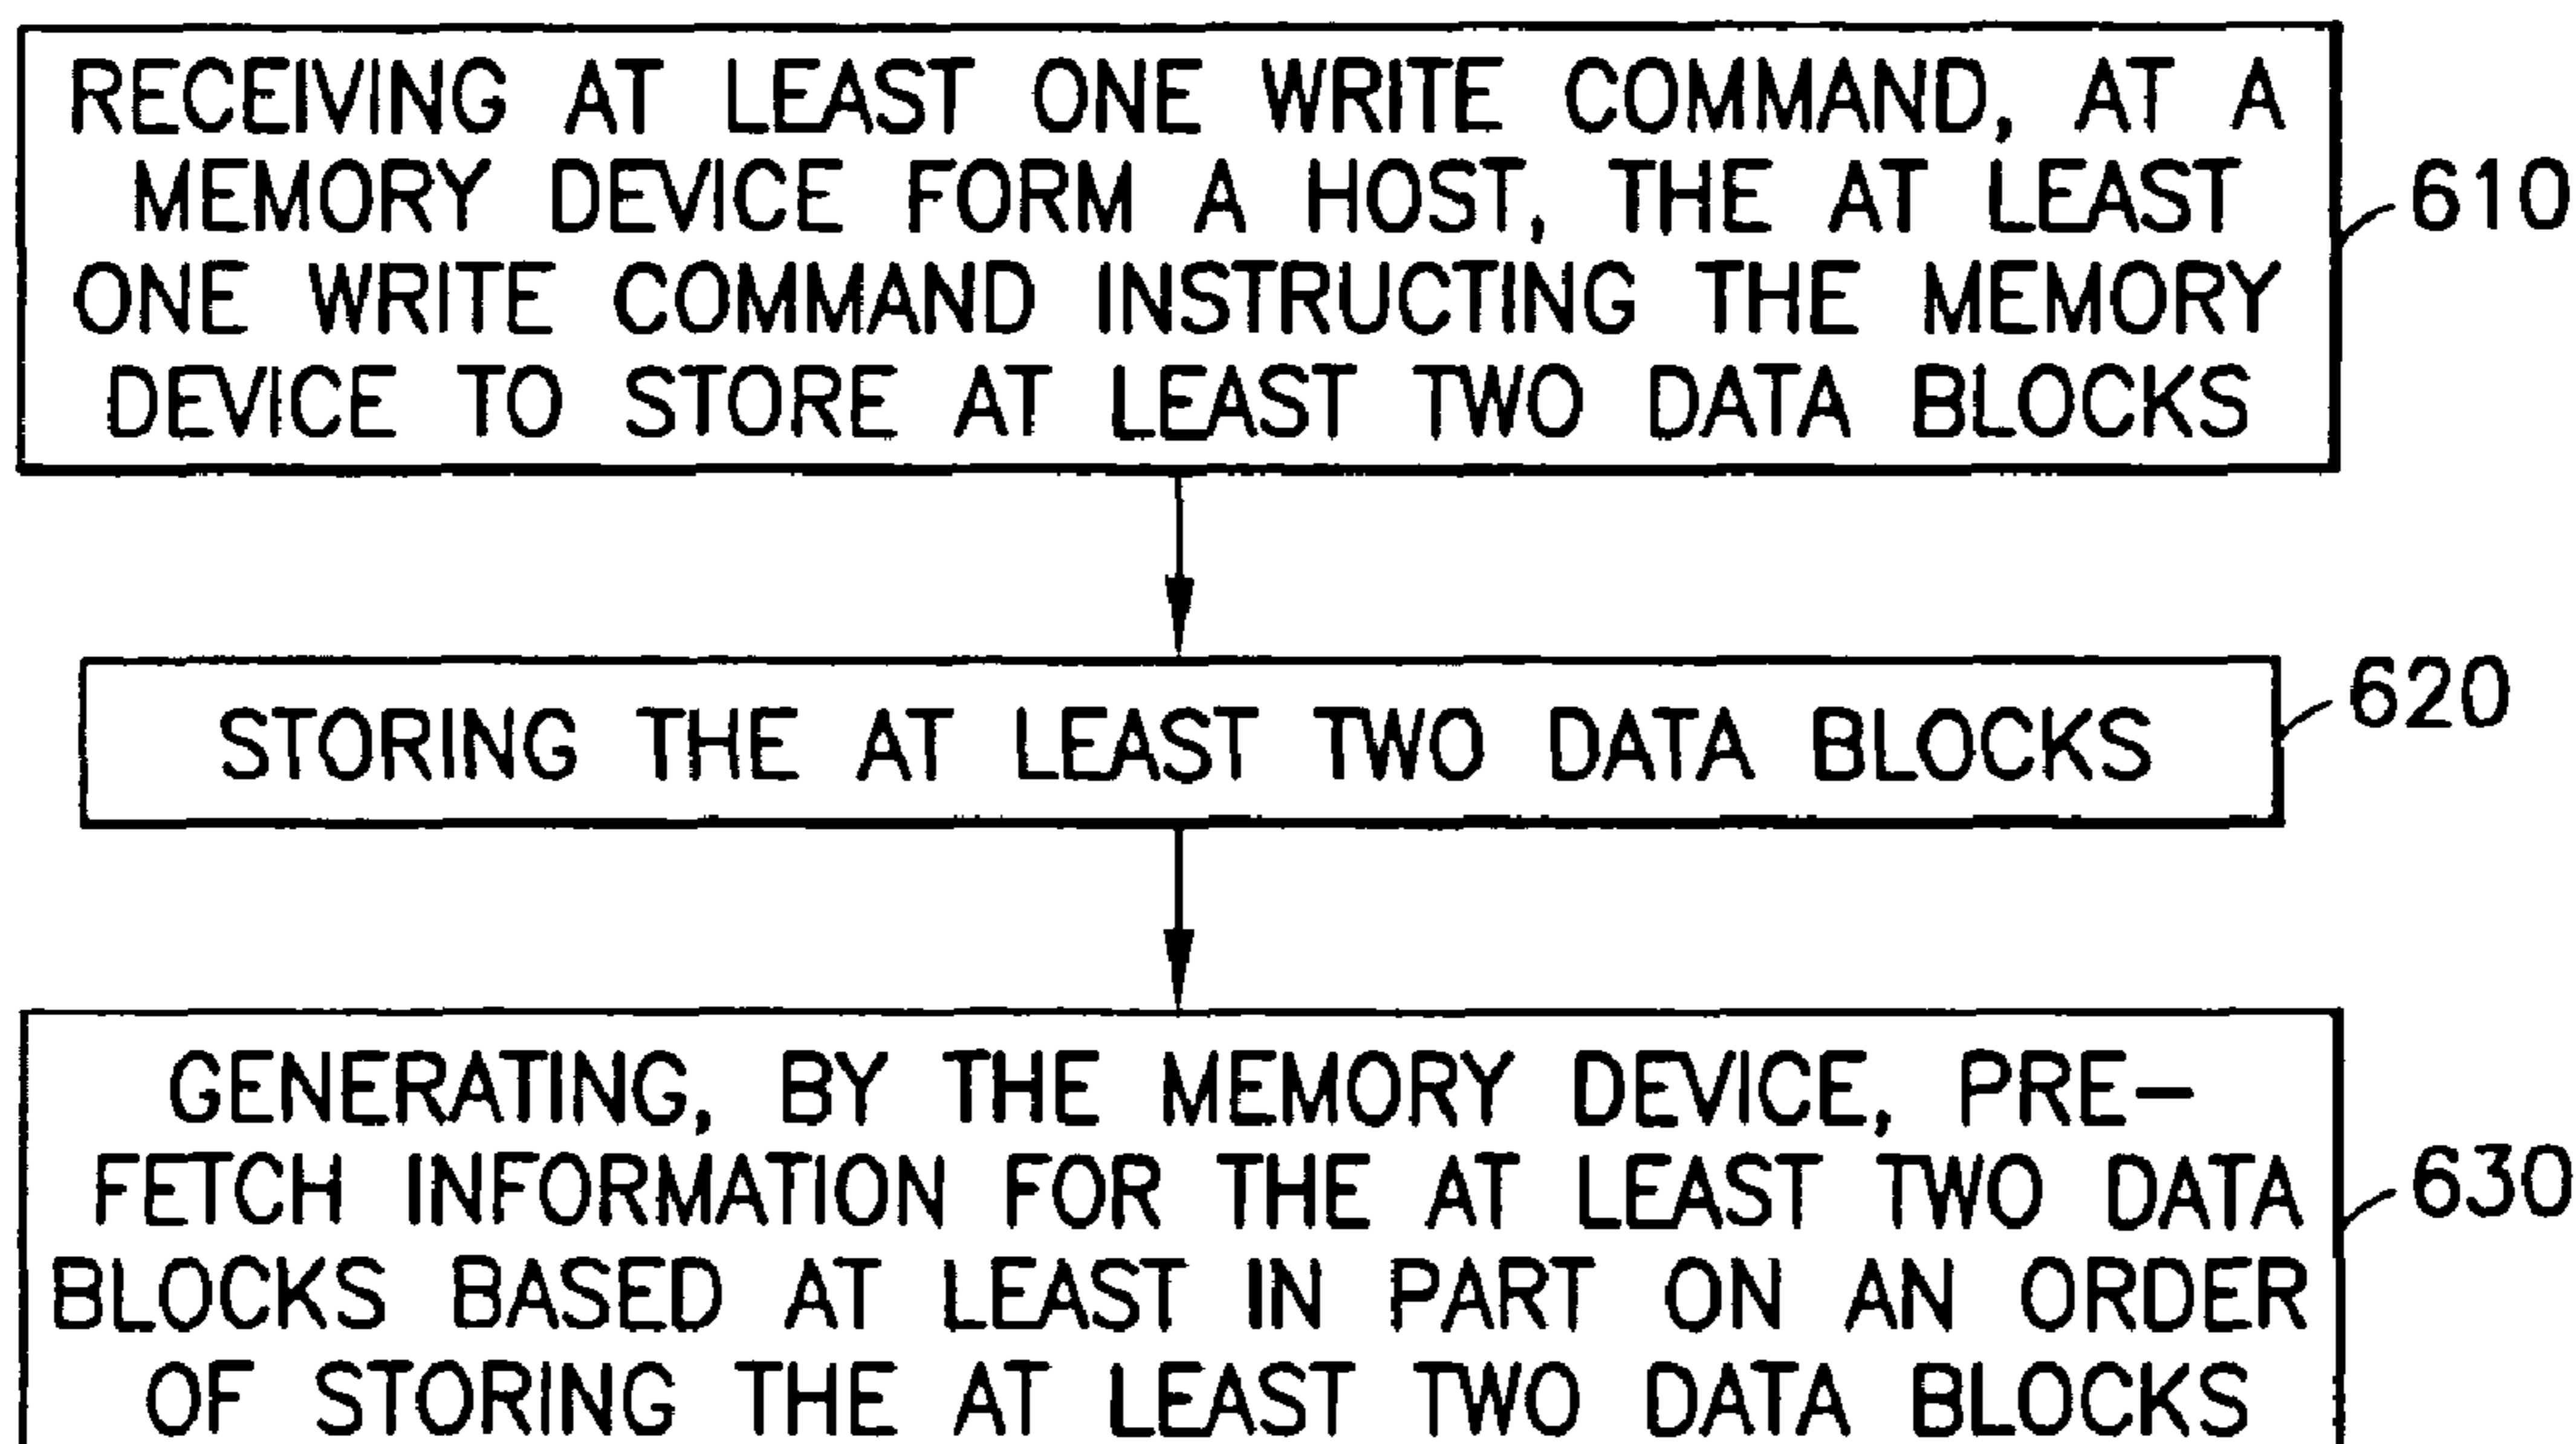 RECEIVING AT LEAST ONE WRITE COMMAND, AT A
MEMORY DEVICE FORM A HOST, THE AT LEAST
ONE WRITE COMMAND INSTRUCTING THE MEMORY
DEVICE TO STORE AT LEAST TWO DATA BLOCKS
610
STORING THE AT LEAST TWO DATA BLOCKS
620
GENERATING, BY THE MEMORY DEVICE, PRE-
FETCH INFORMATION FOR THE AT LEAST TWO DATA
BLOCKS BASED AT LEAST IN PART ON AN ORDER
OF STORING THE AT LEAST TWO DATA BLOCKS
630